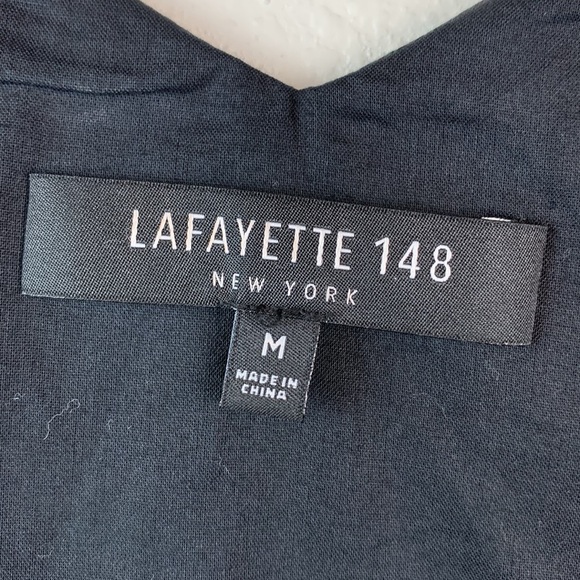 LAFAYETTE 148
NEW YORK
M
MADE IN
CHINA